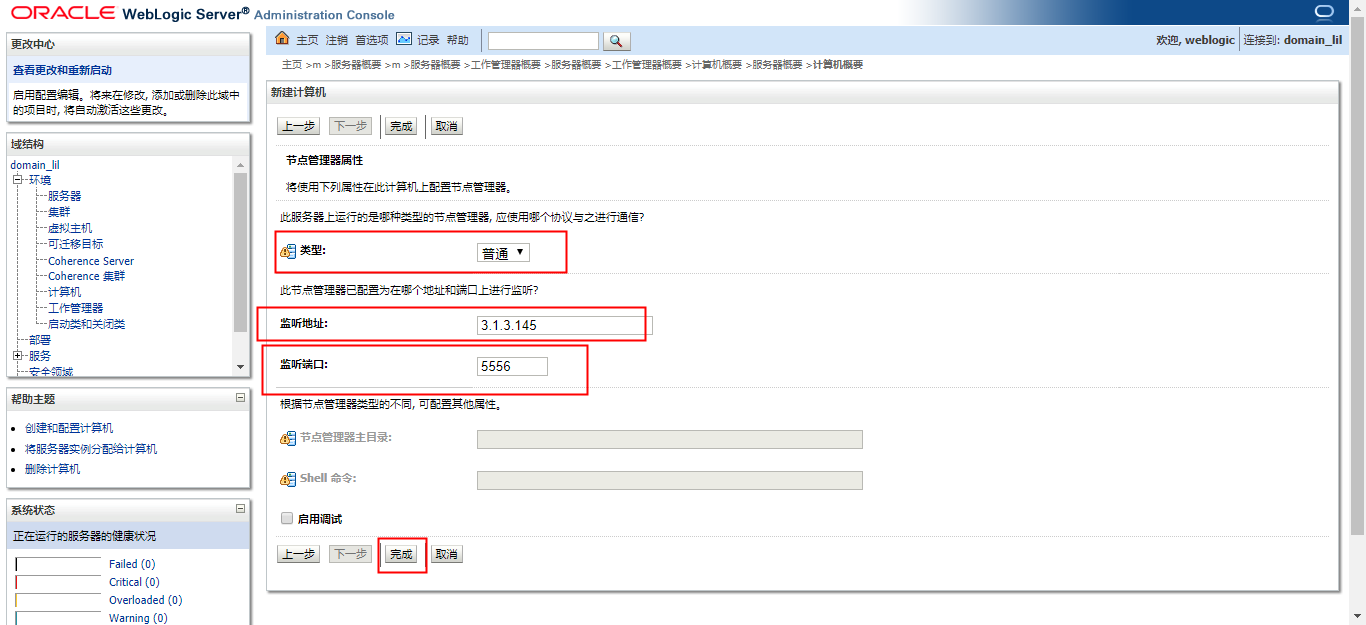 ORACLE WebLogic Server® Administration Console
更改中心
查看更改和重新启动
启用配置编辑。将来在修改, 添加或删除此域中
的项目时, 将自动激活这些更改。
域结构
domain_lil
环境
服务器
集群
虚拟主机
可迁移目标
Coherence Server
Coherence 集群
计算机
工作管理器
启动类和关闭类
部署
服务
安全领域
帮助主题
创建和配置计算机
将服务器实例分配给计算机
删除计算机
系统状态
正在运行的服务器的健康状况
Failed (0)
Critical (0)
Overloaded (0)
Warning (0)
主页 注销 首选项 记录 帮助
欢迎, weblogic 连接到: domain_lil
主页 >m >服务器概要 >m >服务器概要 >工作管理器概要 >服务器概要 >工作管理器概要 >计算机概要 >服务器概要 >计算机概要
新建计算机
上一步 下一步 完成 取消
节点管理器属性
将使用下列属性在此计算机上配置节点管理器。
此服务器上运行的是哪种类型的节点管理器, 应使用哪个协议与之进行通信?
类型: 普通
此节点管理器已配置为在哪个地址和端口上进行监听?
监听地址: 3.1.3.145
监听端口: 5556
根据节点管理器类型的不同, 可配置其他属性。
节点管理器主目录:
Shell 命令:
启用调试
上一步 下一步 完成 取消